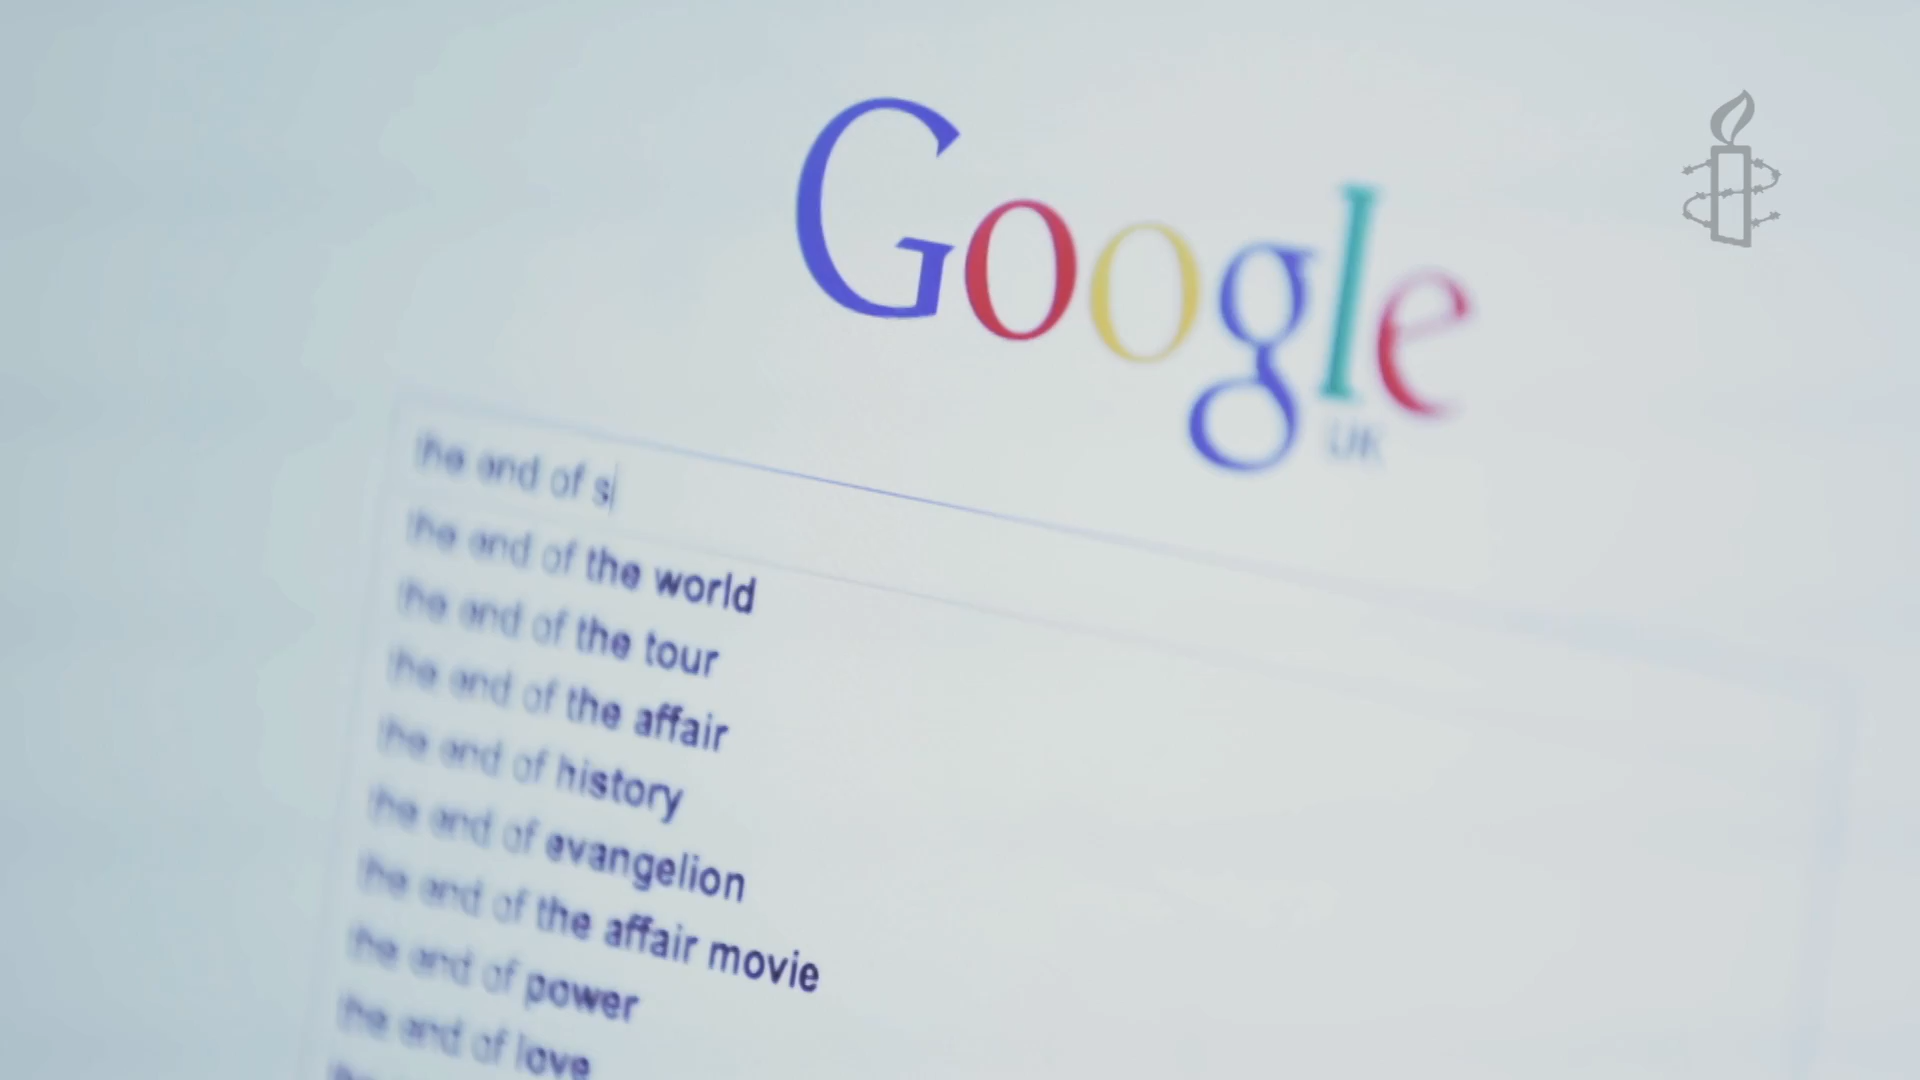 Google
UK
the end of s
the end of the world
the end of the tour
the end of the affair
the end of history
the end of evangelion
the end of the affair movie
the end of power
the end of love